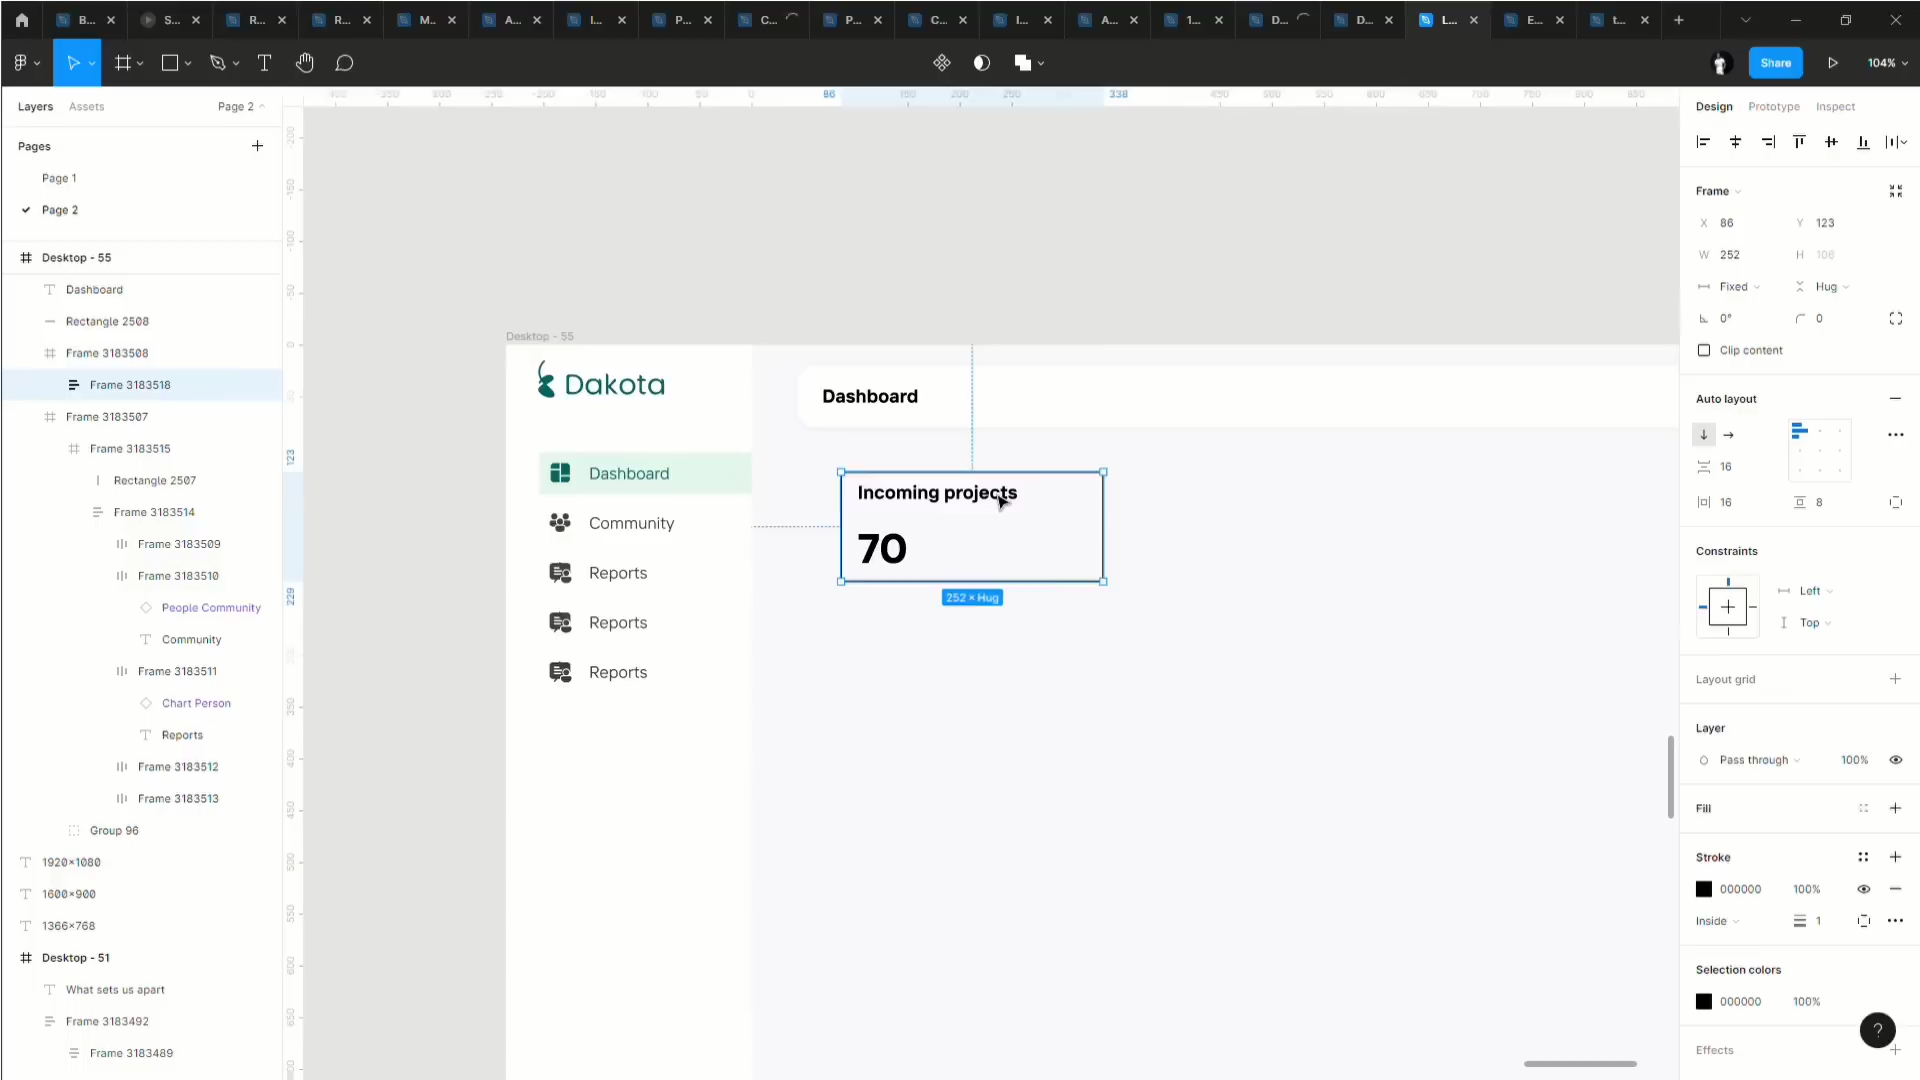 B...
S...
R...
R...
M...
A...
I...
P...
C...
P...
C...
I...
A...
1...
D...
D...
L...
E...
t...
Share
104%
Layers
Assets
Page 2
Pages
Page 1
Page 2
Desktop - 55
Dashboard
Rectangle 2508
Frame 3183508
Frame 3183518
Frame 3183507
Frame 3183515
Rectangle 2507
Frame 3183514
Frame 3183509
Frame 3183510
People Community
Community
Frame 3183511
Chart Person
Reports
Frame 3183512
Frame 3183513
Group 96
1920×1080
1600×900
1366×768
Desktop - 51
What sets us apart
Frame 3183492
Frame 3183489
86
338
123
229
Desktop - 55
Dakota
Dashboard
Community
Reports
Reports
Reports
Dashboard
Incoming projects
70
252 × Hug
Design
Prototype
Inspect
Frame
X 86
Y 123
W 252
H 106
Fixed
Hug
0°
0
Clip content
Auto layout
16
16
8
Constraints
Left
Top
Layout grid
Layer
Pass through
100%
Fill
Stroke
000000
100%
Inside
1
Selection colors
000000
100%
?
Effects